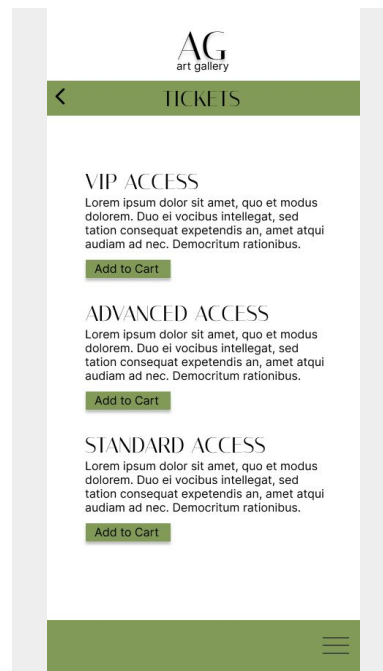 AG
art gallery
TICKETS
VIP ACCESS
Lorem ipsum dolor sit amet, quo et modus
dolorem. Duo ei vocibus intellegat, sed
tation consequat expetendis an, amet atqui
audiam ad nec. Democritum rationibus.
Add to Cart
ADVANCED ACCESS
Lorem ipsum dolor sit amet, quo et modus
dolorem. Duo ei vocibus intellegat, sed
tation consequat expetendis an, amet atqui
audiam ad nec. Democritum rationibus.
Add to Cart
STANDARD ACCESS
Lorem ipsum dolor sit amet, quo et modus
dolorem. Duo ei vocibus intellegat, sed
tation consequat expetendis an, amet atqui
audiam ad nec. Democritum rationibus.
Add to Cart